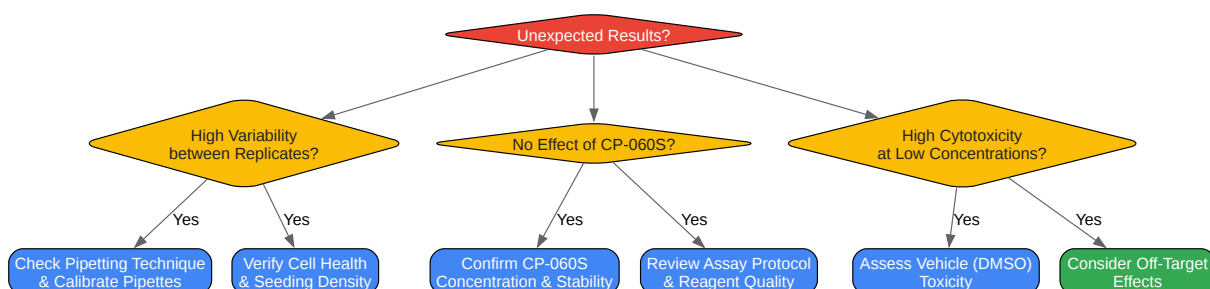 Unexpected Results?
High Variability
between Replicates?
No Effect of CP-060S?
High Cytotoxicity
at Low Concentrations?
Yes
Yes
Yes
Yes
Yes
Yes
Check Pipetting Technique
& Calibrate Pipettes
Verify Cell Health
& Seeding Density
Confirm CP-060S
Concentration & Stability
Review Assay Protocol
& Reagent Quality
Assess Vehicle (DMSO)
Toxicity
Consider Off-Target
Effects